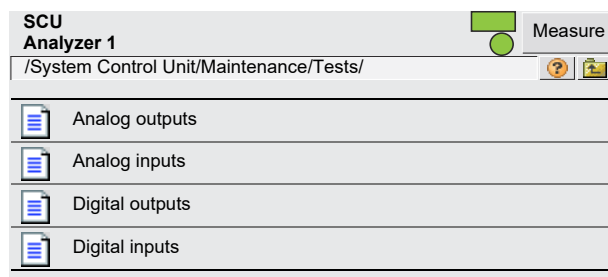 SCU
Analyzer 1
Measure
/System Control Unit/Maintenance/Tests/
?
Analog outputs
Analog inputs
Digital outputs
Digital inputs